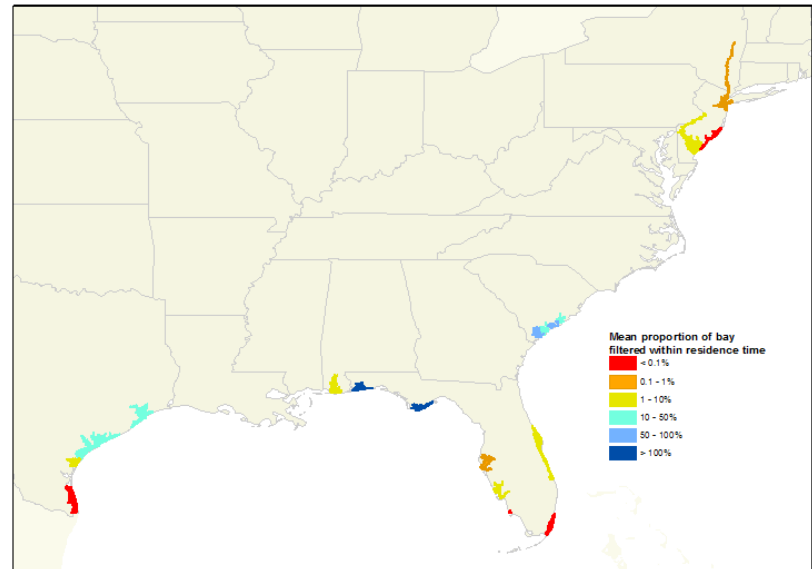 Mean proportion of bay
filtered within residence time
< 0.1%
0.1 - 1%
1 - 10%
10 - 50%
50 - 100%
> 100%